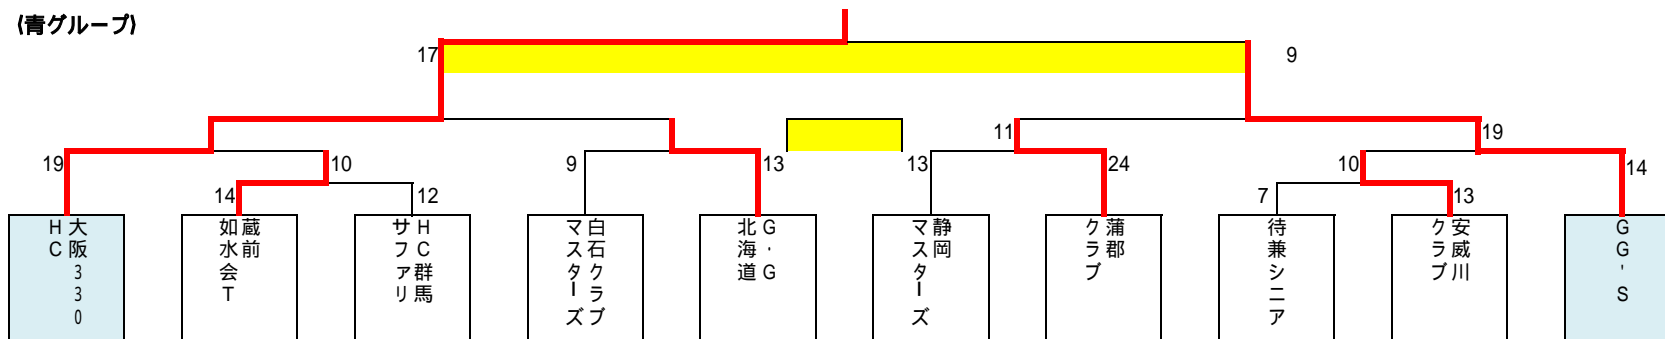 (青グループ)
17
9
11
19
19
10
9
13
13
24
10
14
14
12
7
13
大阪330
HC
蔵前
如水会T
HC群馬
サファリ
白石クラブ
マスターズ
G・G
北海道
静岡
マスターズ
蒲郡
クラブ
待兼シニア
安威川
クラブ
GG'S